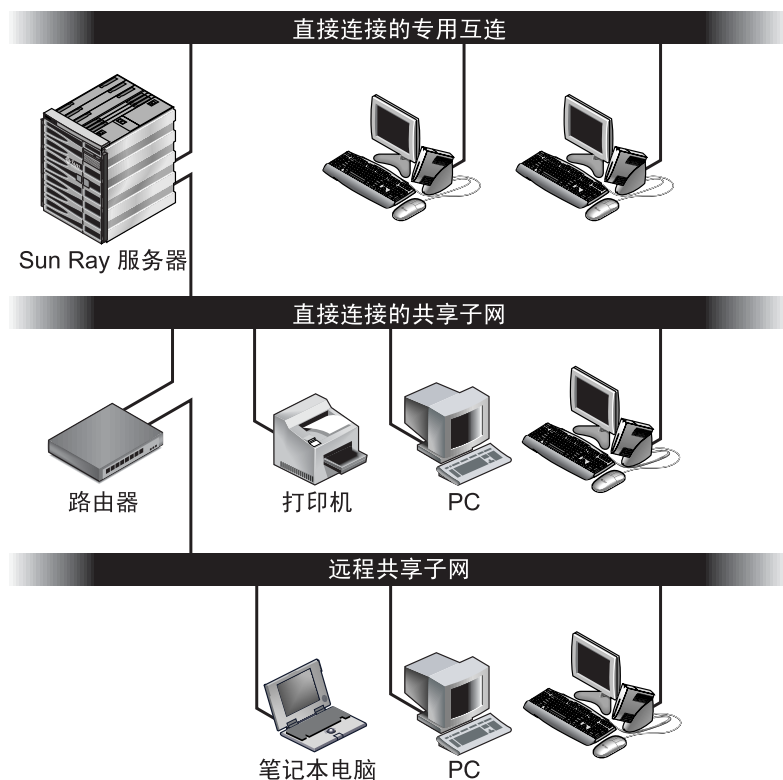 直接连接的专用互连
Sun Ray 服务器
直接连接的共享子网
路由器
打印机
PC
远程共享子网
笔记本电脑
PC